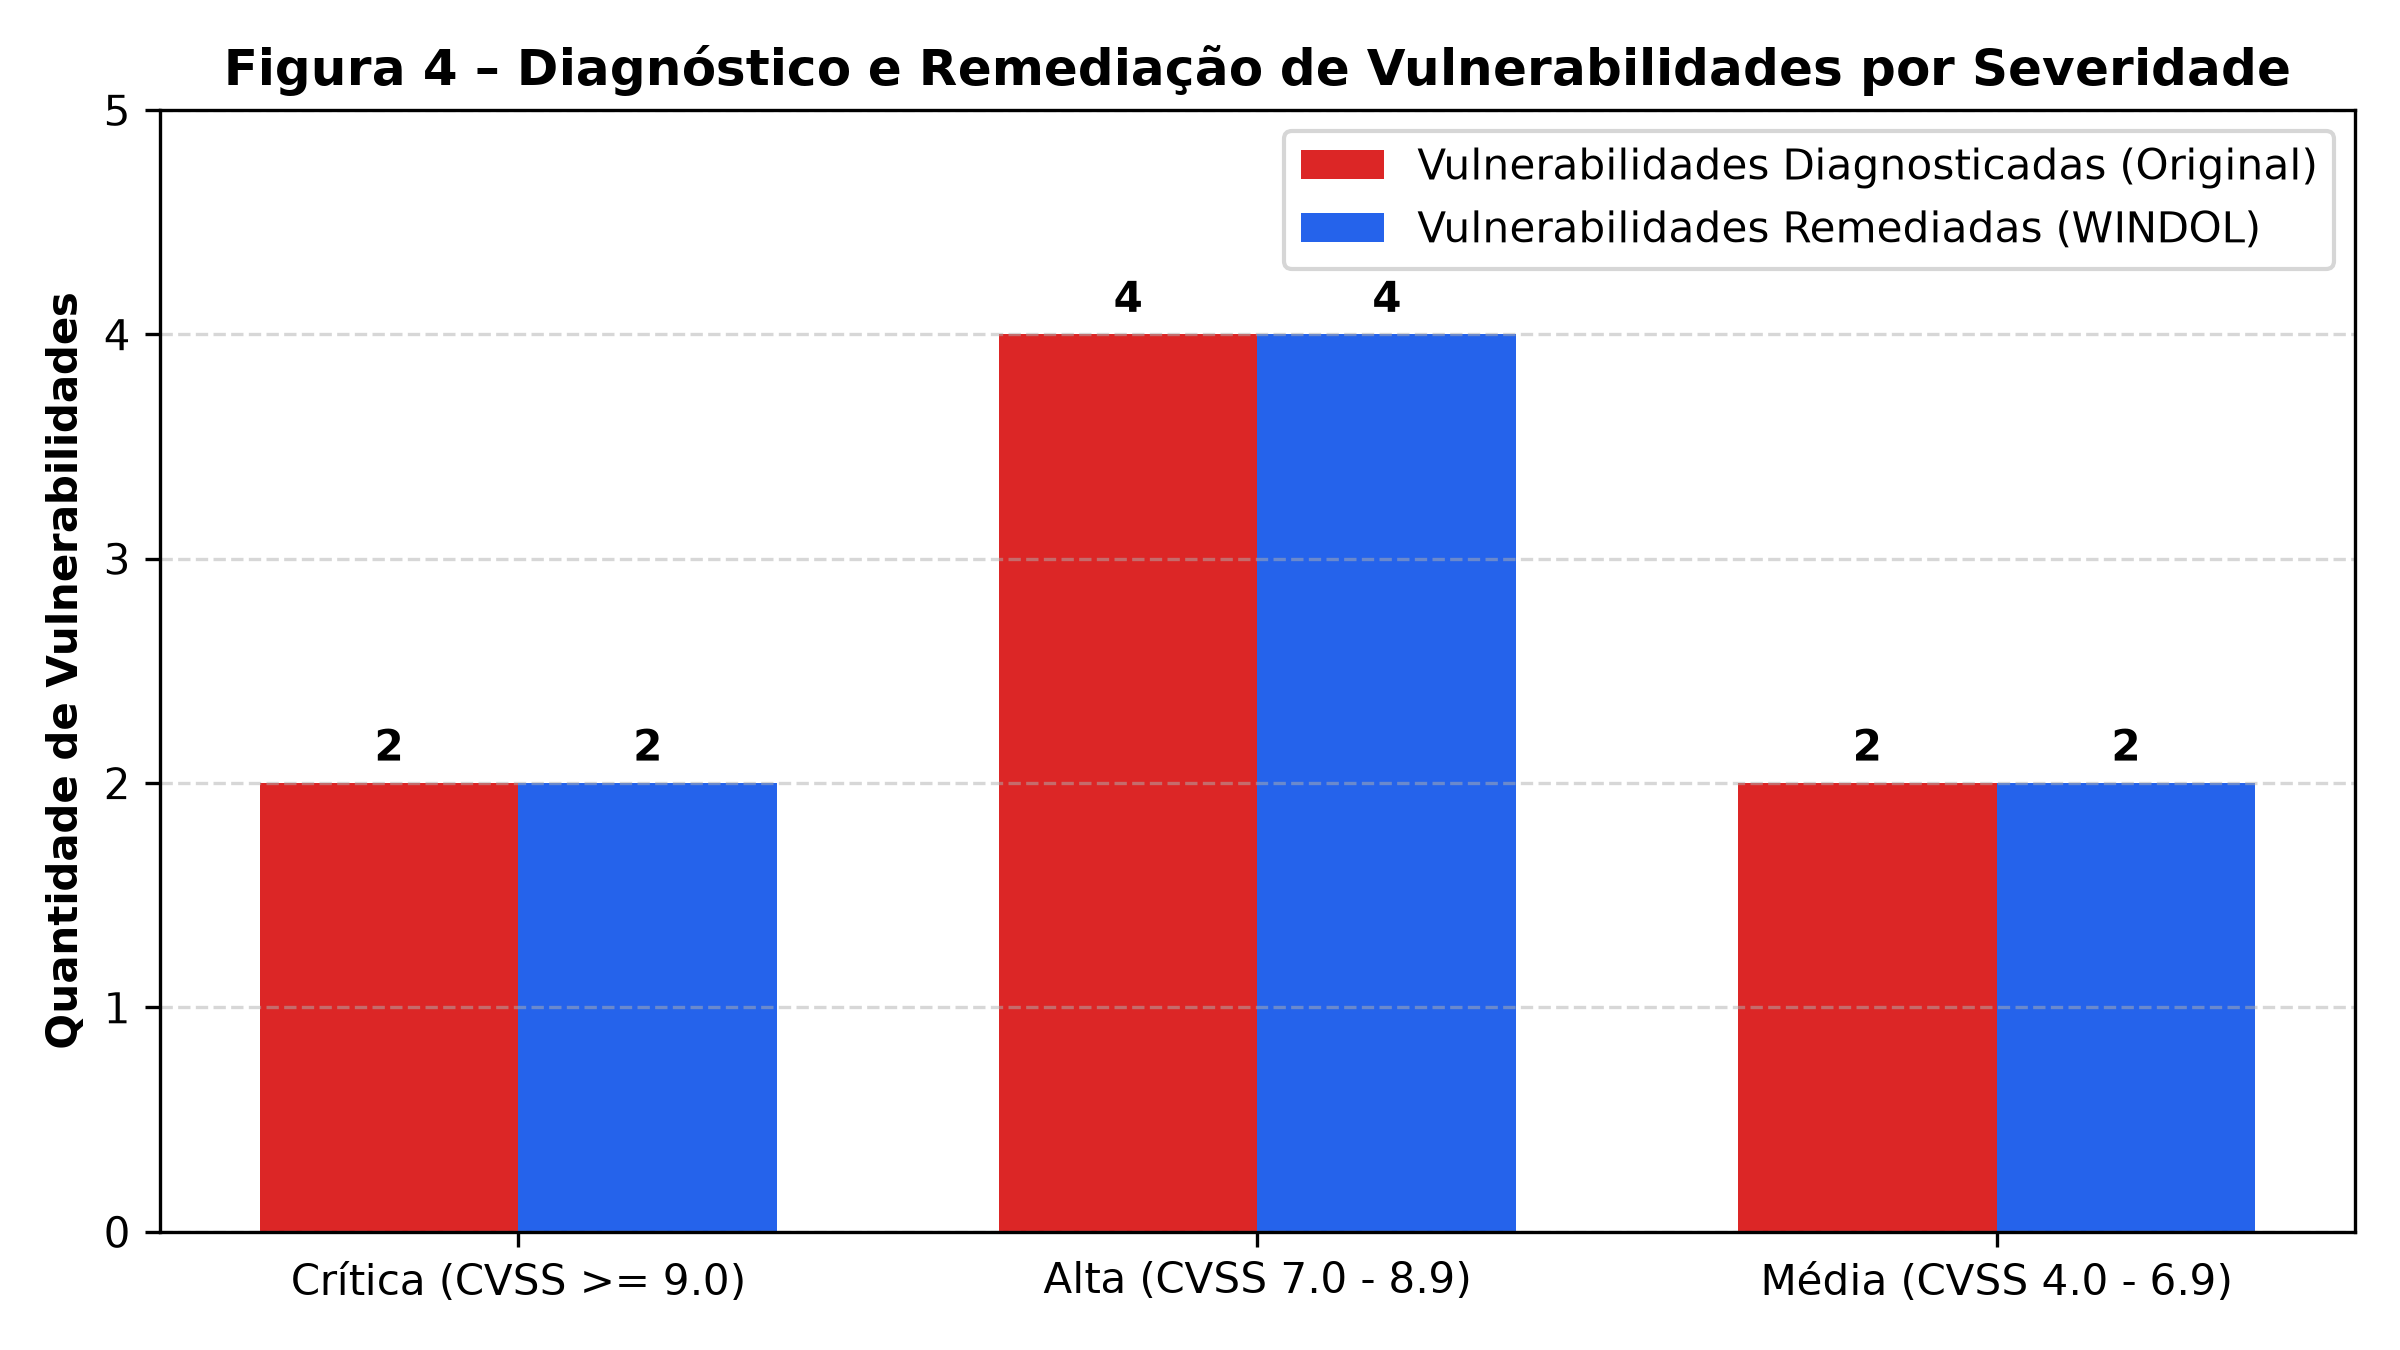 Figura 4 – Diagnóstico e Remediação de Vulnerabilidades por Severidade
Vulnerabilidades Diagnosticadas (Original)
Vulnerabilidades Remediadas (WINDOL)
Quantidade de Vulnerabilidades
5
4
3
2
1
0
2
2
4
4
2
2
Crítica (CVSS >= 9.0)
Alta (CVSS 7.0 - 8.9)
Média (CVSS 4.0 - 6.9)